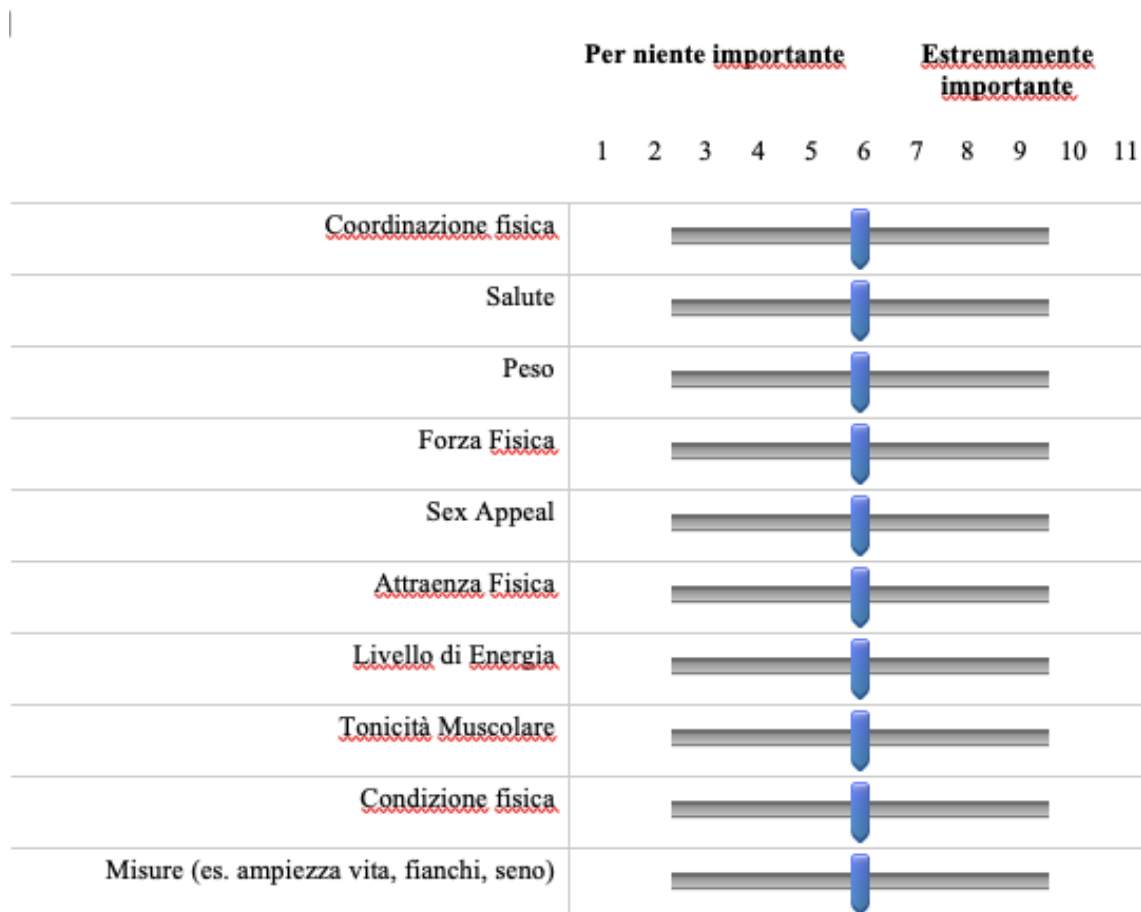 Per niente importante
Estremamente
importante
1 2 3 4 5 6 7 8 9 10 11
Coordinazione fisica
Salute
Peso
Forza Fisica
Sex Appeal
Attraenza Fisica
Livello di Energia
Tonicità Muscolare
Condizione fisica
Misure (es. ampiezza vita, fianchi, seno)